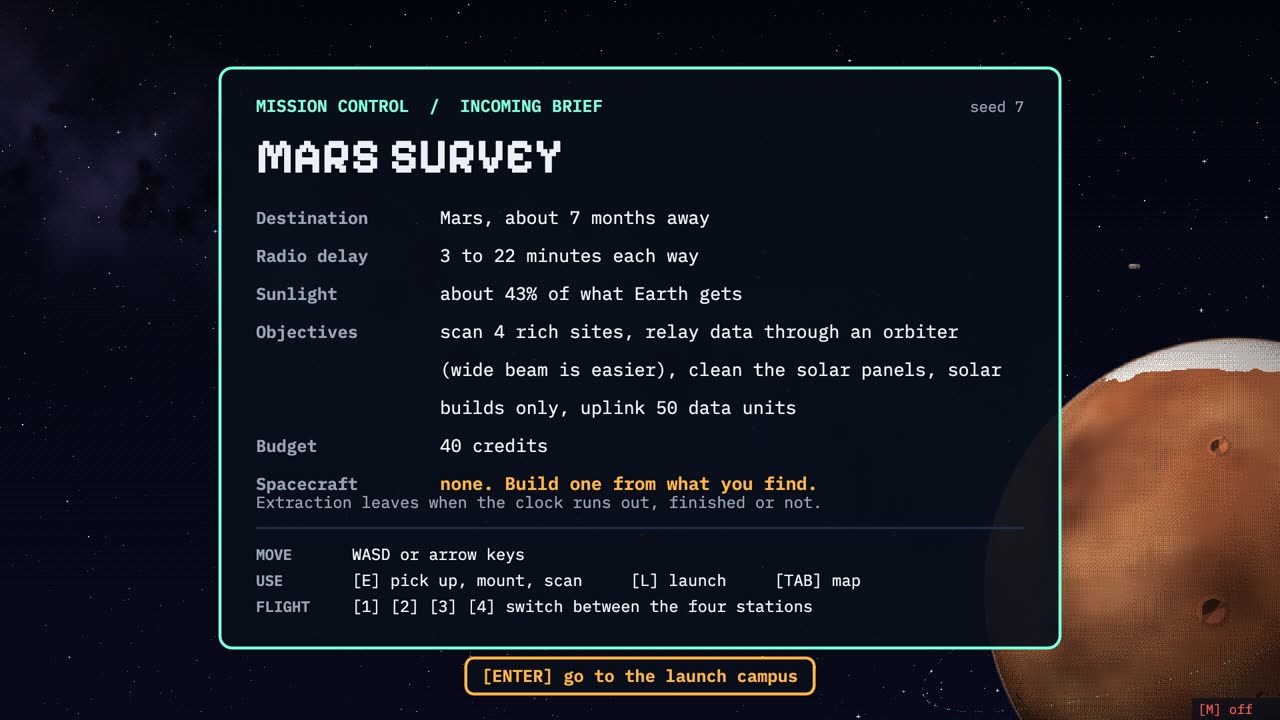 MISSION CONTROL / INCOMING BRIEF seed 7
MARS SURVEY
Destination Mars, about 7 months away
Radio delay 3 to 22 minutes each way
Sunlight about 43% of what Earth gets
Objectives scan 4 rich sites, relay data through an orbiter
(wide beam is easier), clean the solar panels, solar
builds only, uplink 50 data units
Budget 40 credits
Spacecraft none. Build one from what you find.
Extraction leaves when the clock runs out, finished or not.
MOVE WASD or arrow keys
USE [E] pick up, mount, scan [L] launch [TAB] map
FLIGHT [1] [2] [3] [4] switch between the four stations
[ENTER] go to the launch campus
[M] off